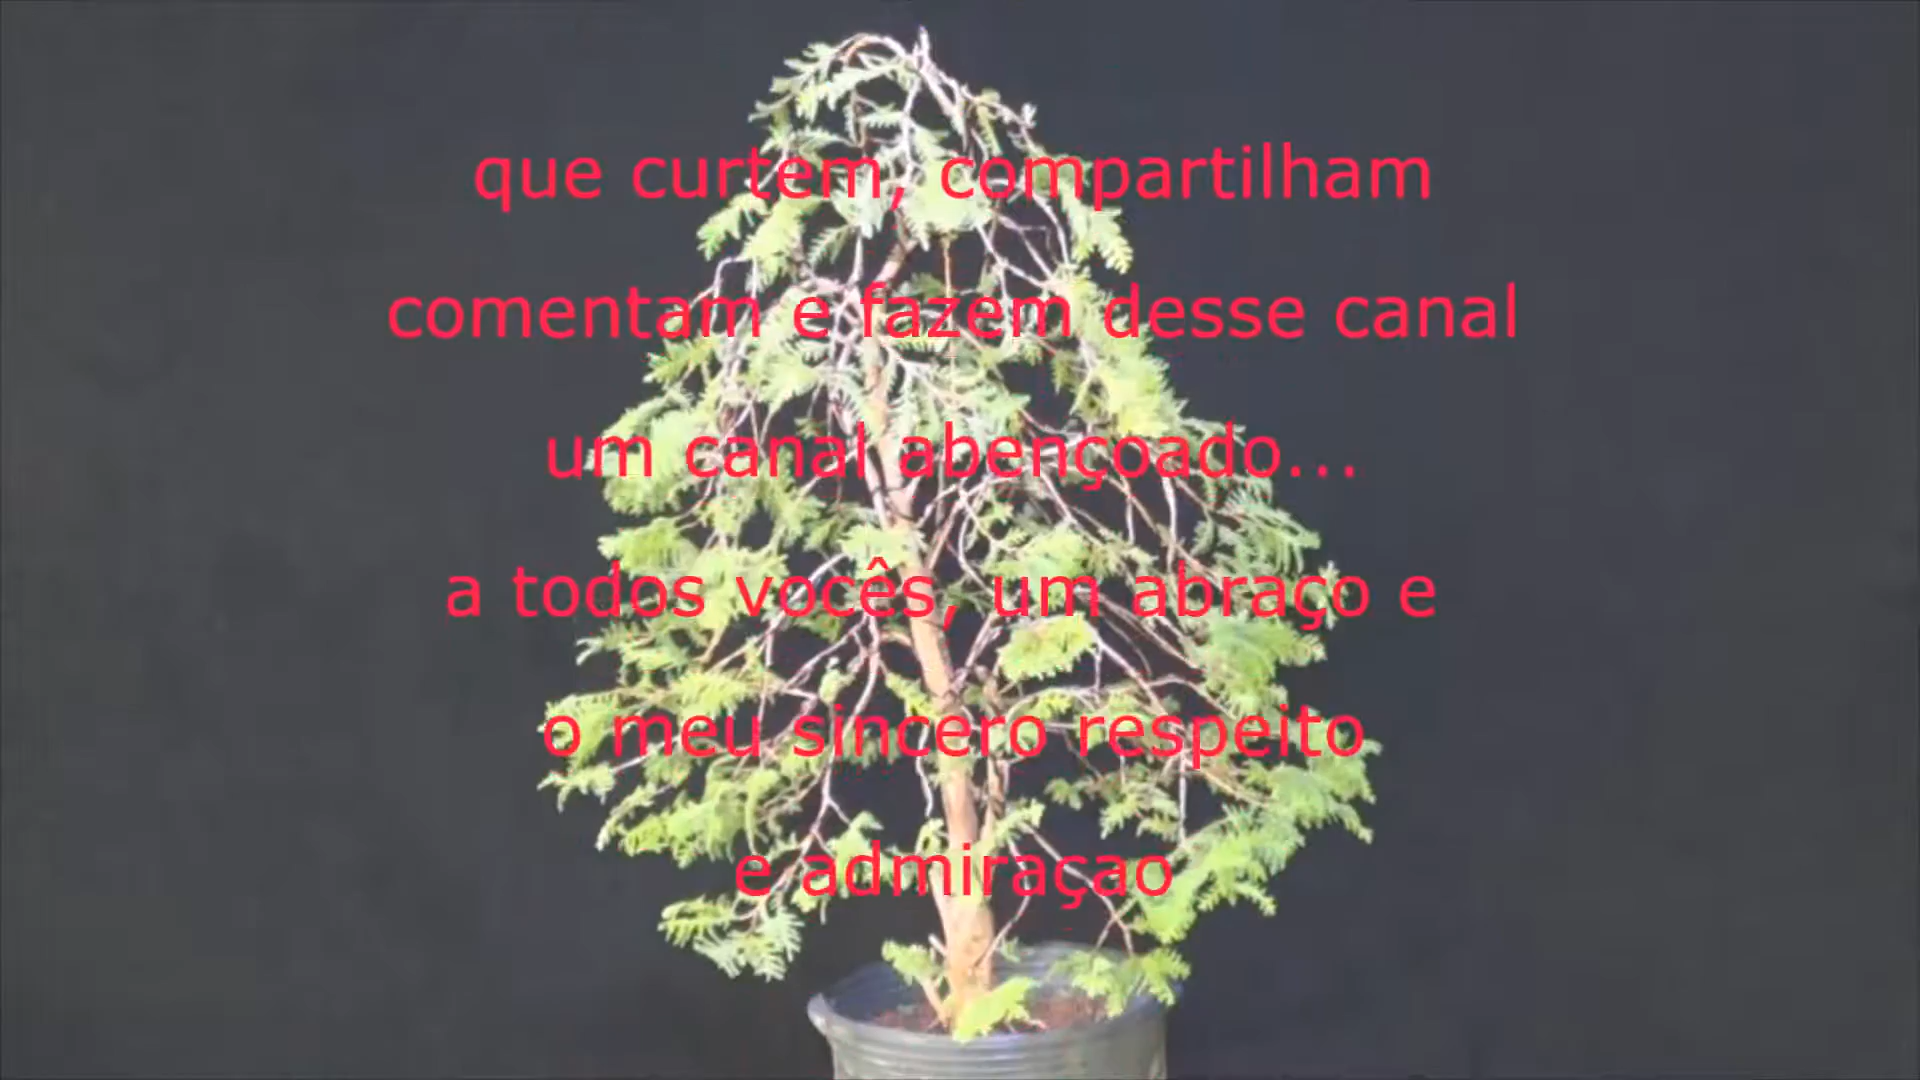 que curtem, compartilham
comentam e fazem desse canal
um canal abençoado...
a todos vocês, um abraço e
o meu sincero respeito
e admiraçao